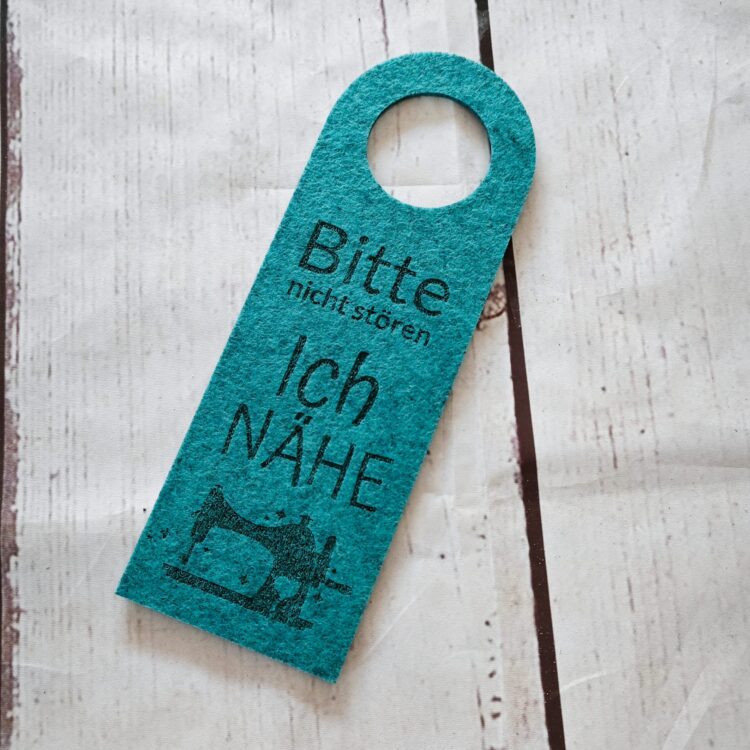 Bitte
nicht stören
Ich
NÄHE